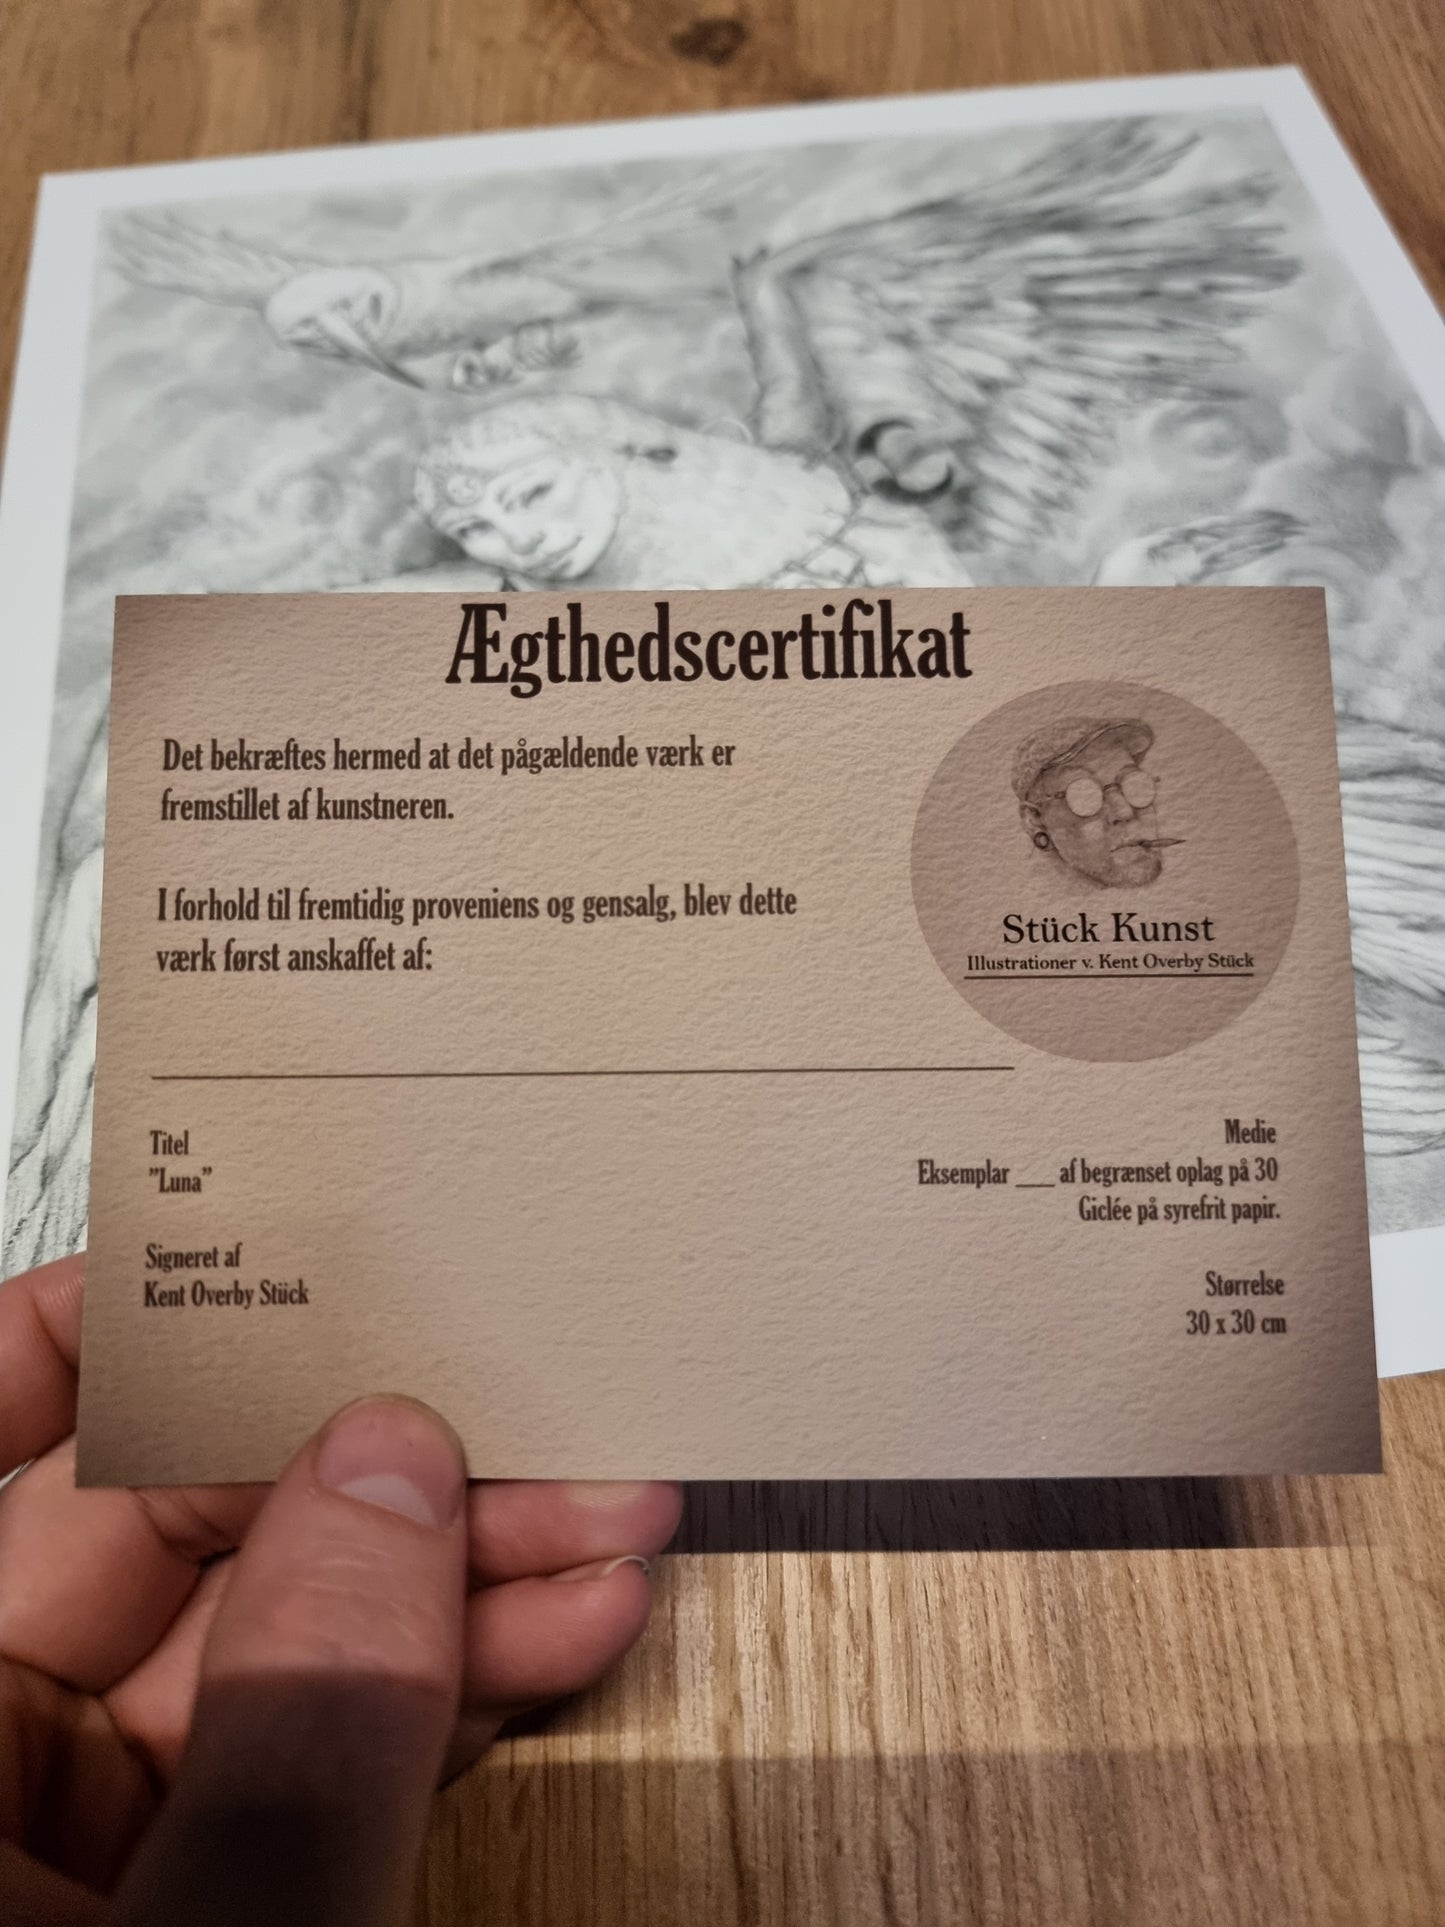 Ægthedscertifikat
Det bekræftes hermed at det pågældende værk er
fremstillet af kunstneren.
I forhold til fremtidig proveniens og gensalg, blev dette
værk først anskaffet af:
Stück Kunst
Illustrationer v. Kent Overby Stück
Titel
"Luna"
Signeret af
Kent Overby Stück
Medie
Eksemplar ___ af begrænset oplag på 30
Giclée på syrefrit papir.
Størrelse
30 x 30 cm